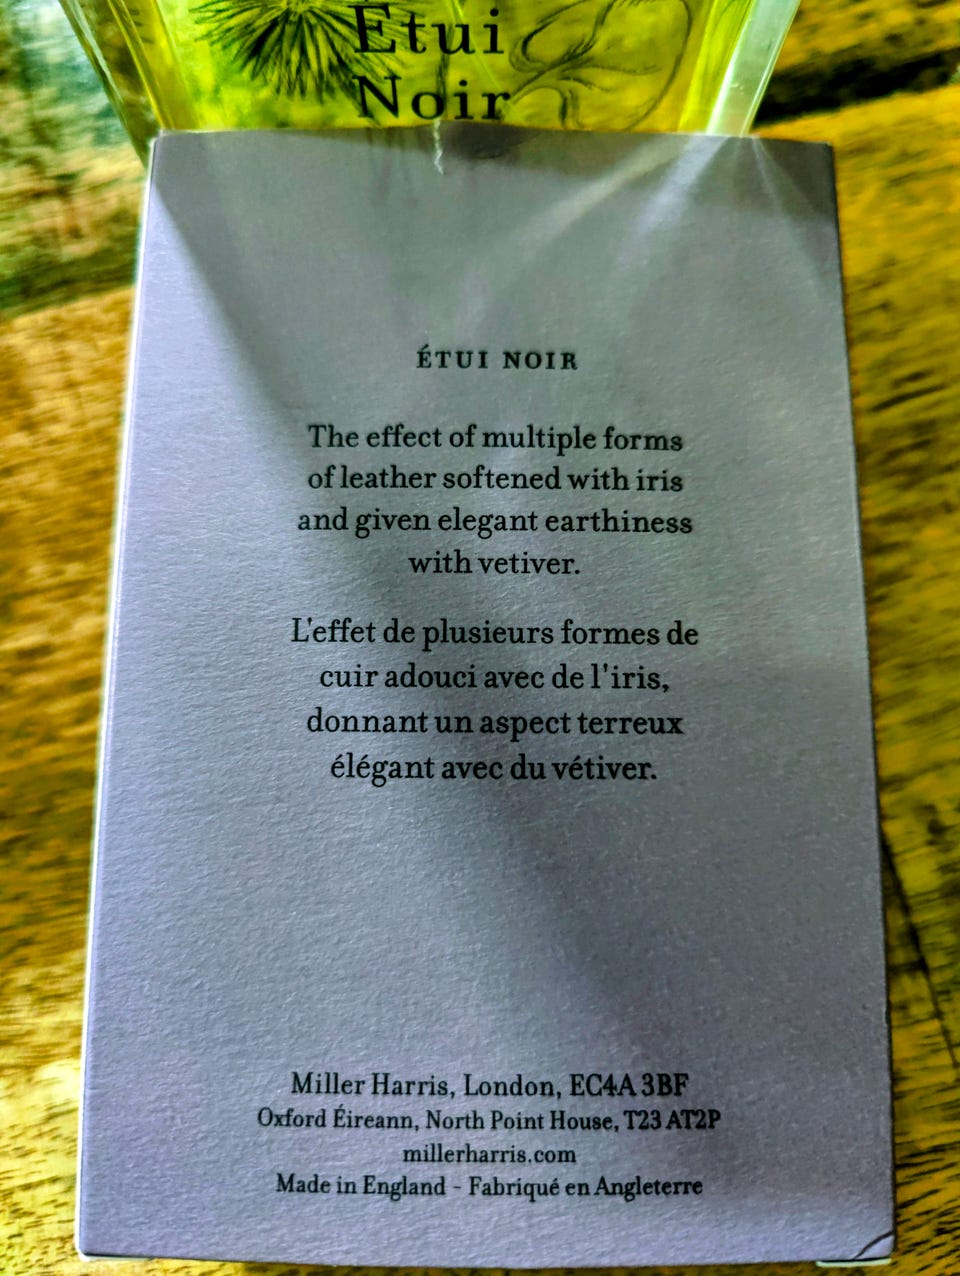 Étui
Noir
ÉTUI NOIR
The effect of multiple forms
of leather softened with iris
and given elegant earthiness
with vetiver.
L'effet de plusieurs formes de
cuir adouci avec de l'iris,
donnant un aspect terreux
élégant avec du vétiver.
Miller Harris, London, EC4A 3BF
Oxford Éireann, North Point House, T23 AT2P
millerharris.com
Made in England - Fabriqué en Angleterre